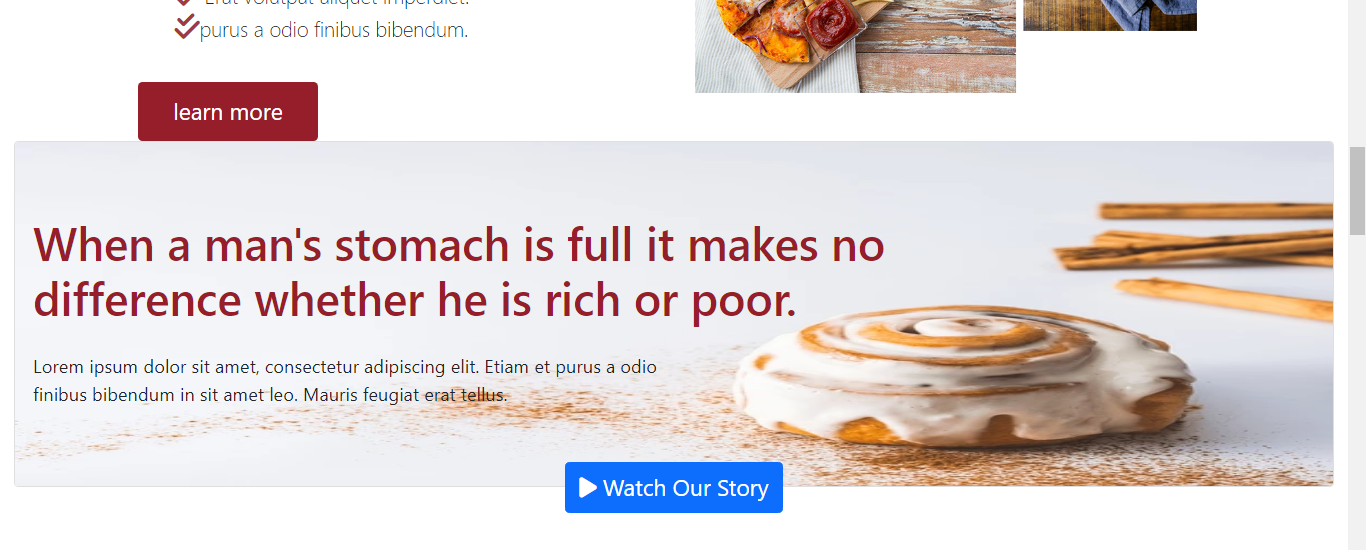 Erat volutpat aliquet imperdiet.
purus a odio finibus bibendum.
learn more
When a man's stomach is full it makes no
difference whether he is rich or poor.
Lorem ipsum dolor sit amet, consectetur adipiscing elit. Etiam et purus a odio
finibus bibendum in sit amet leo. Mauris feugiat erat tellus.
Watch Our Story